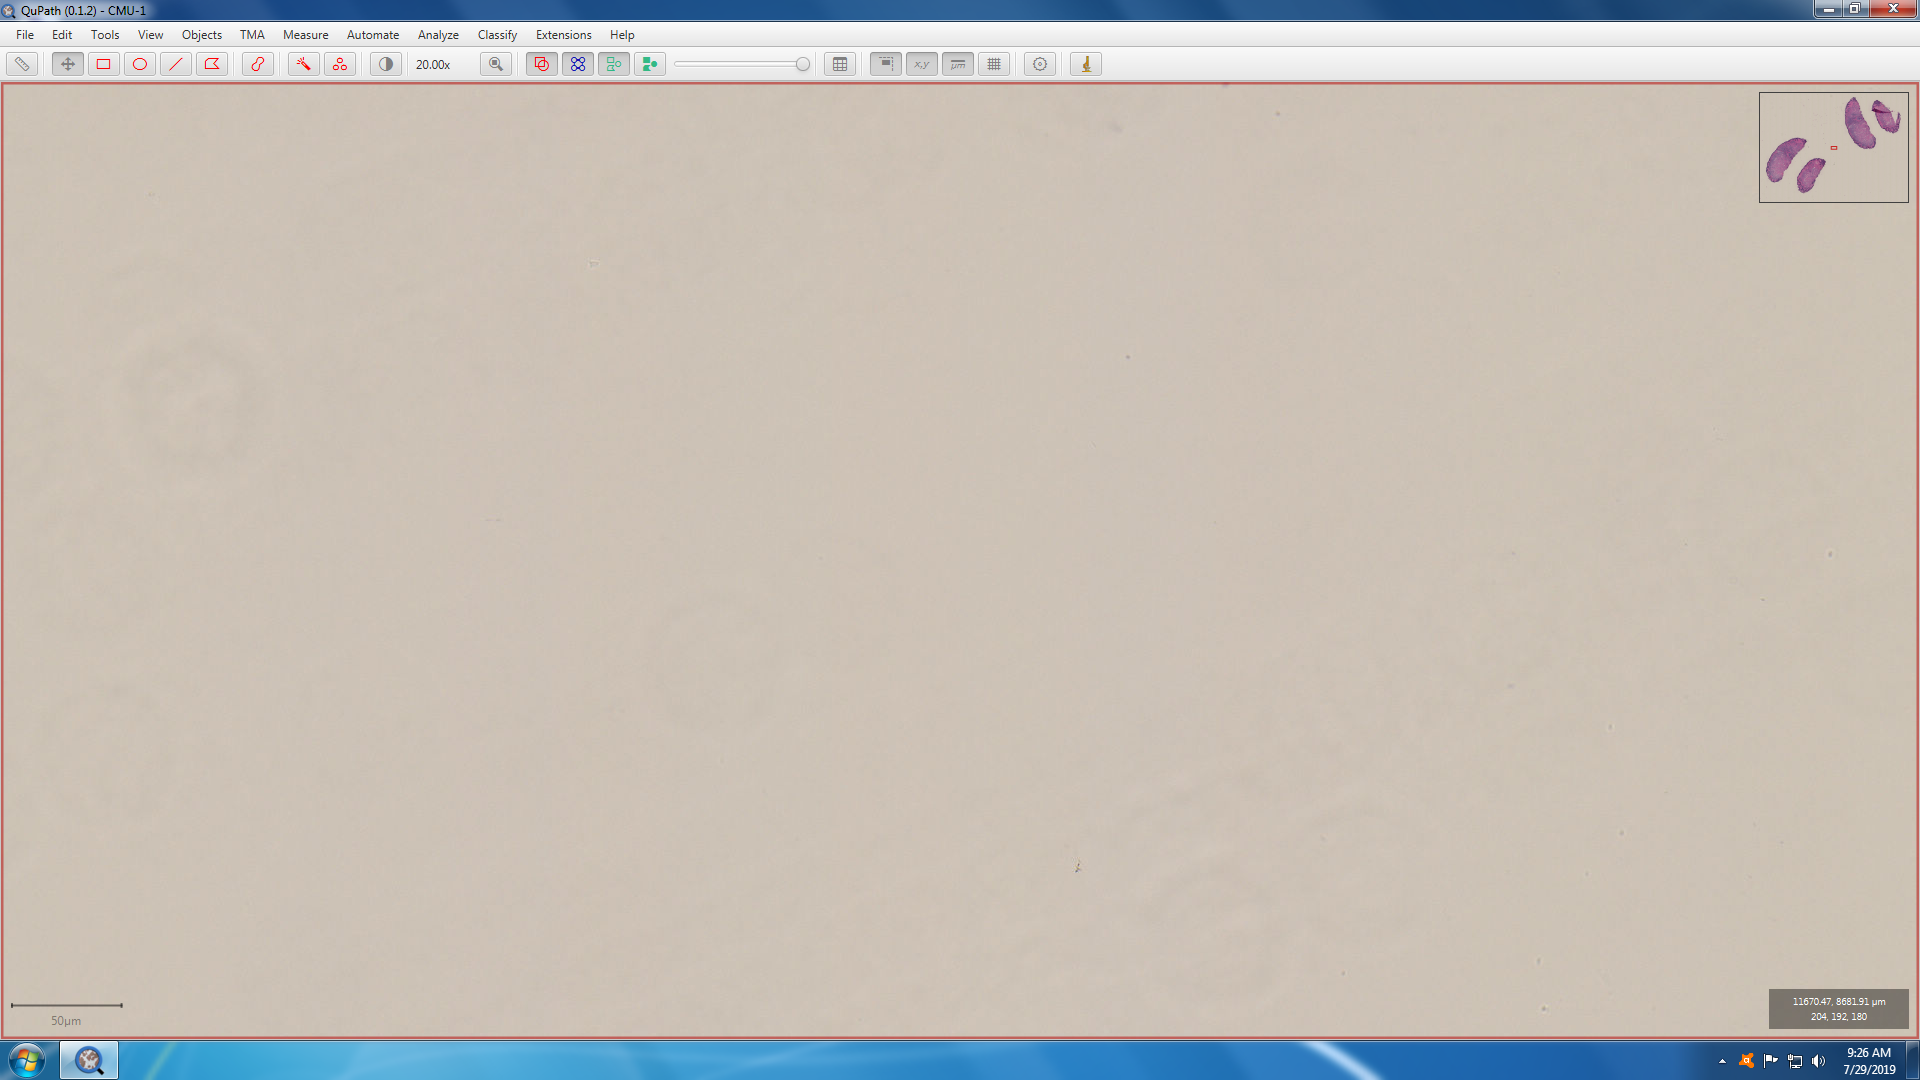 QuPath (0.1.2) - CMU-1
File Edit Tools View Objects TMA Measure Automate Analyze Classify Extensions Help
20.00x
x,y
µm
50µm
11670.47, 8681.91 µm
204, 192, 180
9:26 AM
7/29/2019